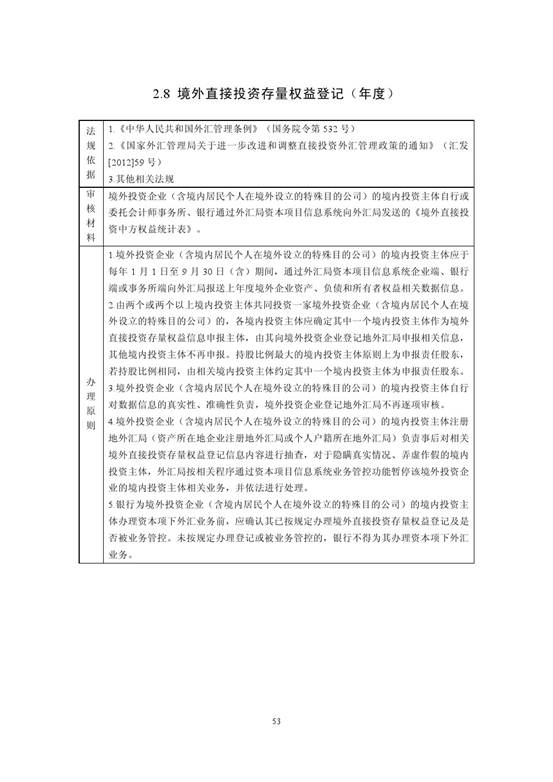 2.8 境外直接投资存量权益登记（年度）
法规依据
1.《中华人民共和国外汇管理条例》（国务院令第 532 号）
2.《国家外汇管理局关于进一步改进和调整直接投资外汇管理政策的通知》（汇发
[2012]59 号）
3.其他相关法规
审核材料
境外投资企业（含境内居民个人在境外设立的特殊目的公司）的境内投资主体自行或
委托会计师事务所、银行通过外汇局资本项目信息系统向外汇局发送的《境外直接投
资中方权益统计表》。
办理原则
1.境外投资企业（含境内居民个人在境外设立的特殊目的公司）的境内投资主体应于
每年 1 月 1 日至 9 月 30 日（含）期间，通过外汇局资本项目信息系统企业端、银行
端或事务所端向外汇局报送上年度境外企业资产、负债和所有者权益相关数据信息。
2.由两个或两个以上境内投资主体共同投资一家境外投资企业（含境内居民个人在境
外设立的特殊目的公司）的，各境内投资主体应确定其中一个境内投资主体作为境外
直接投资存量权益信息申报主体，由其向境外投资企业登记地外汇局申报相关信息，
其他境内投资主体不再申报。持股比例最大的境内投资主体原则上为申报责任股东，
若持股比例相同，由相关境内投资主体约定其中一个境内投资主体为申报责任股东。
3.境外投资企业（含境内居民个人在境外设立的特殊目的公司）的境内投资主体自行
对数据信息的真实性、准确性负责，境外投资企业登记地外汇局不再逐项审核。
4.境外投资企业（含境内居民个人在境外设立的特殊目的公司）的境内投资主体注册
地外汇局（资产所在地企业注册地外汇局或个人户籍所在地外汇局）负责事后对相关
境外直接投资存量权益登记信息内容进行抽查，对于隐瞒真实情况、弄虚作假的境内
投资主体，外汇局按相关程序通过资本项目信息系统业务管控功能暂停该境外投资企
业的境内投资主体相关业务，并依法进行处理。
5.银行为境外投资企业（含境内居民个人在境外设立的特殊目的公司）的境内投资主
体办理资本项下外汇业务前，应确认其已按规定办理境外直接投资存量权益登记及是
否被业务管控。未按规定办理登记或被业务管控的，银行不得为其办理资本项下外汇
业务。
53